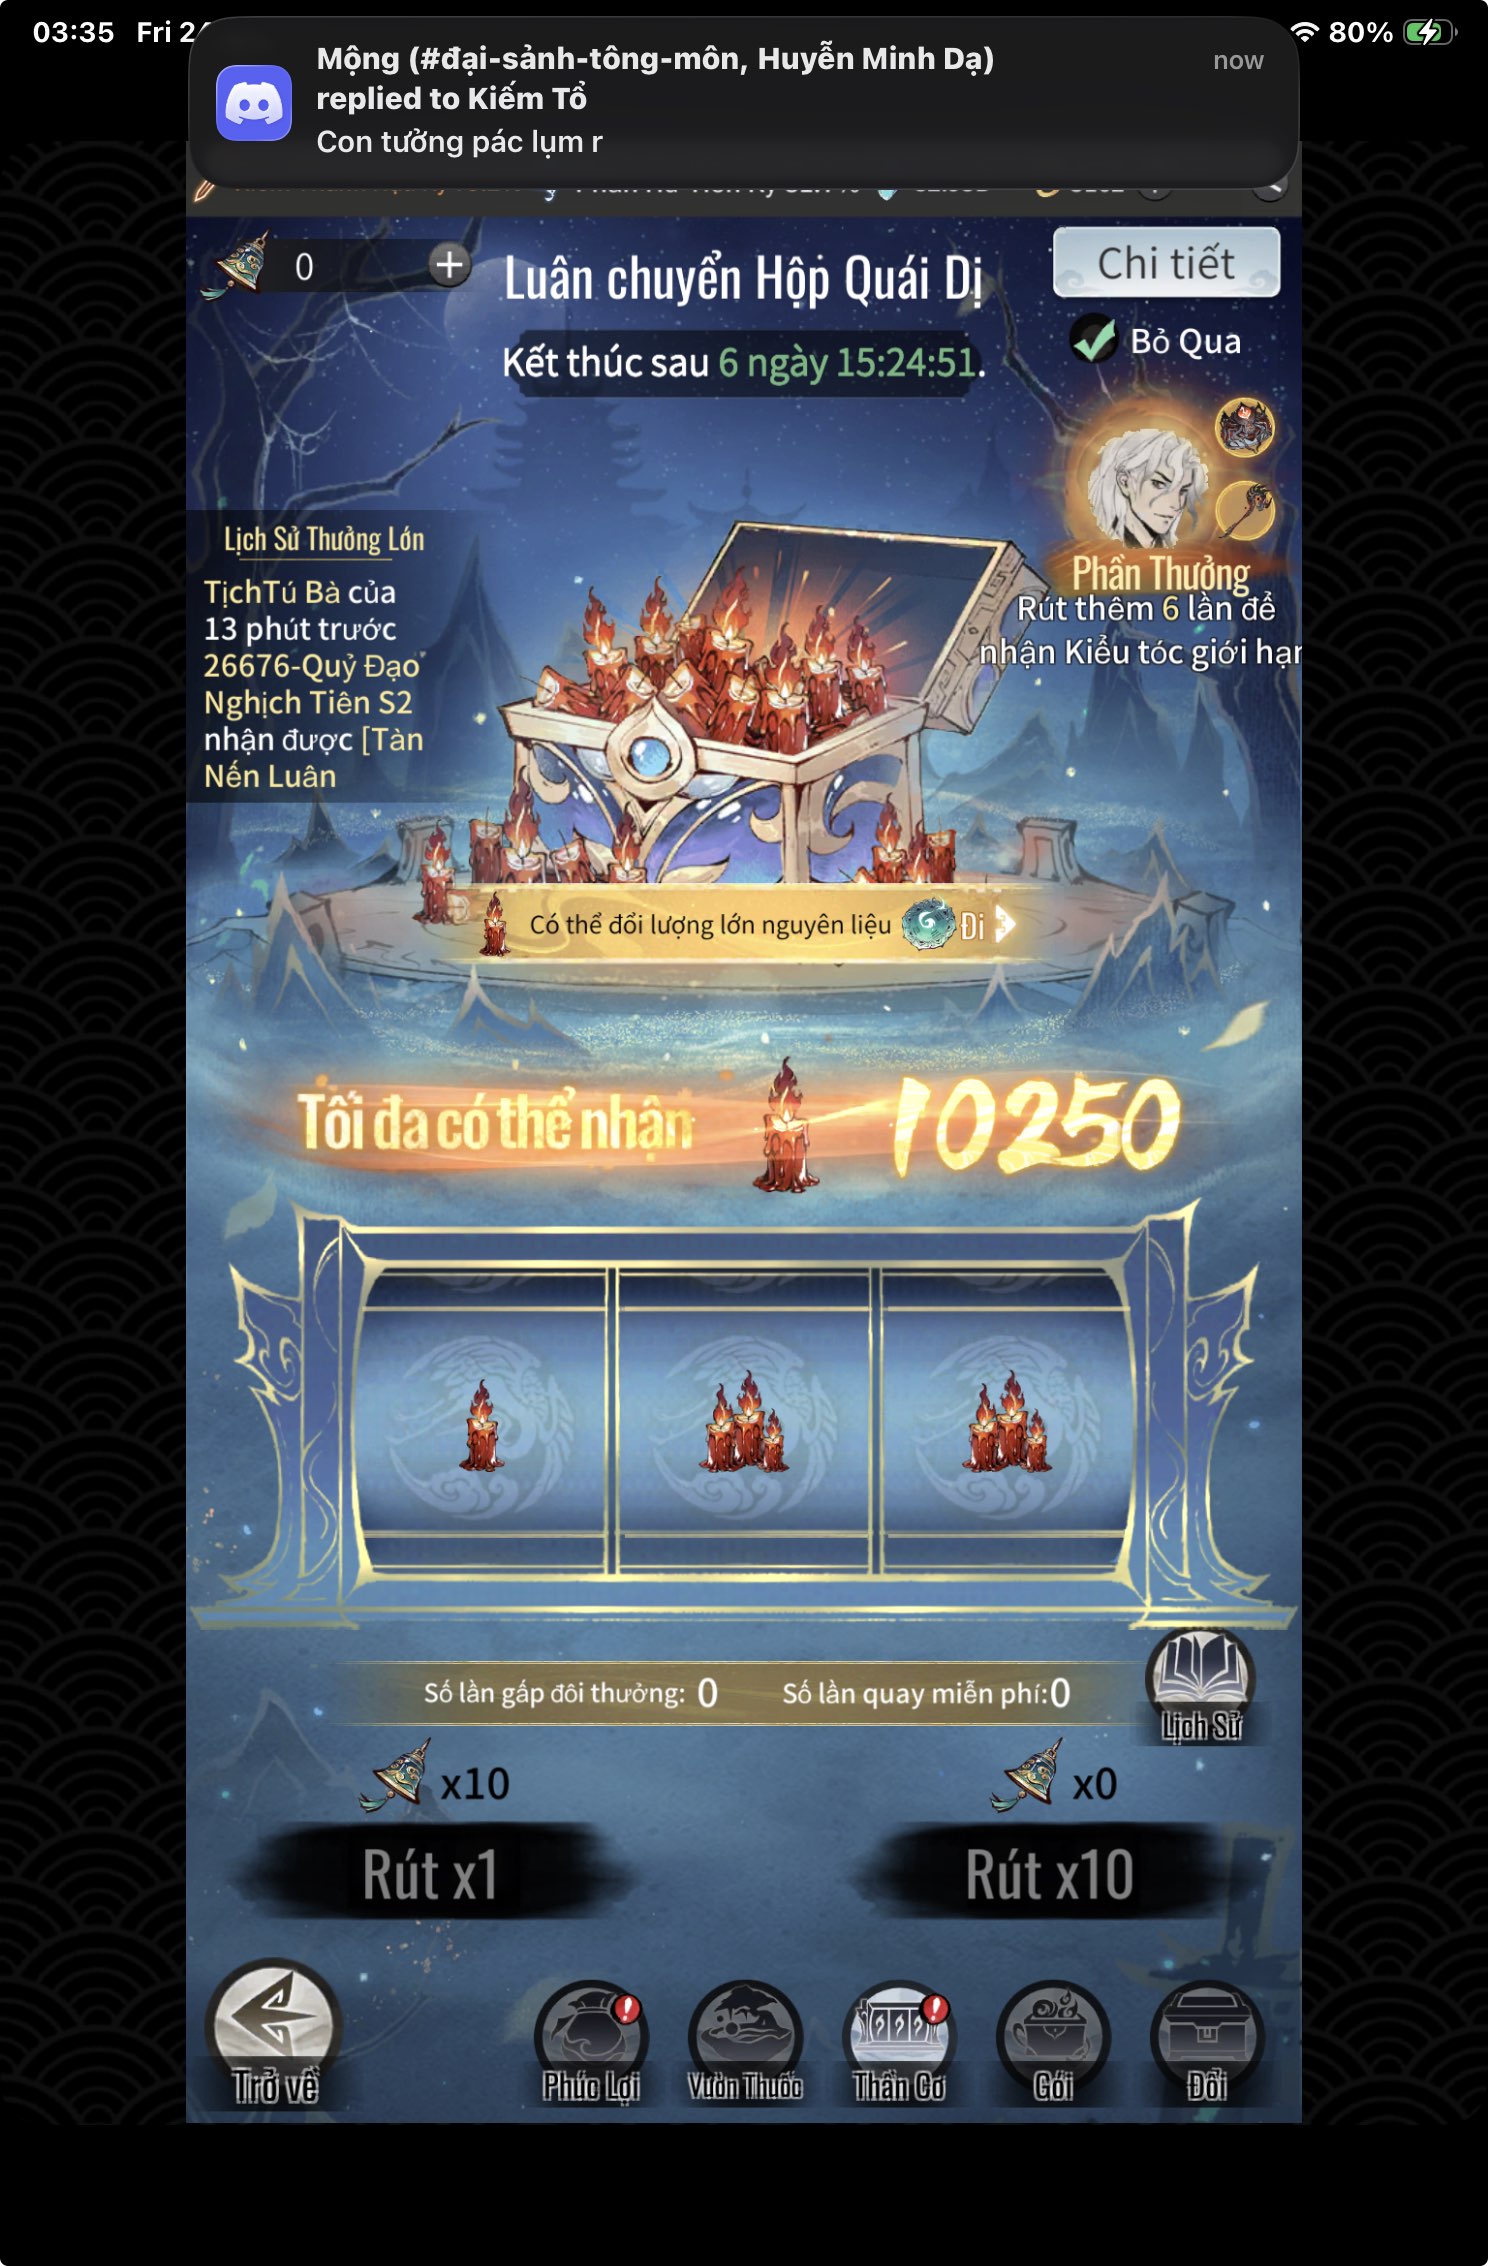 03:35 Fri 24
80%
Mộng (#đại-sảnh-tông-môn, Huyễn Minh Dạ)
replied to Kiếm Tổ
now
Con tưởng pác lụm r
0
Luân chuyển Hộp Quái Dị
Chi tiết
Kết thúc sau 6 ngày 15:24:51.
Bỏ Qua
Lịch Sử Thưởng Lớn
TịchTú Bà của
13 phút trước
26676-Quỷ Đạo
Nghịch Tiên S2
nhận được [Tàn
Nến Luân
Phần Thưởng
Rút thêm 6 lần để
nhận Kiểu tóc giới hạn
Có thể đổi lượng lớn nguyên liệu Đi
Tối đa có thể nhận 10250
Số lần gấp đôi thưởng: 0
Số lần quay miễn phí:0
Lịch Sử
x10
x0
Rút x1
Rút x10
Trở về
Phúc Lợi
Vườn Thuốc
Thần Cơ
Gói
Đổi